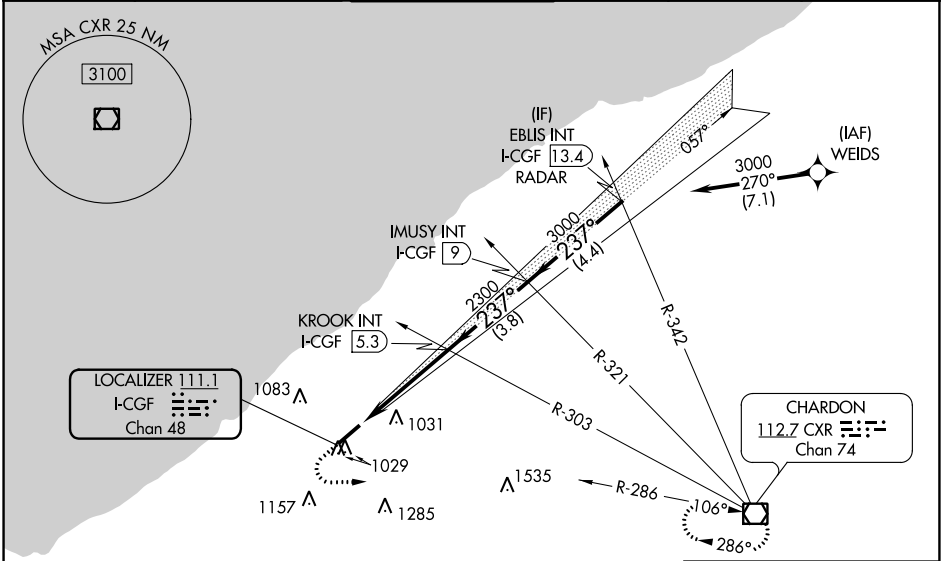 MSA CXR 25 NM
3100
(IF)
EBLIS INT
I-CGF 13.4
RADAR
057°
(IAF)
WEIDS
3000
270°
(7.1)
IMUSY INT
I-CGF 9
3000
237°
(4.4)
KROOK INT
I-CGF 5.3
2300
237°
(3.8)
R-342
R-321
R-303
LOCALIZER 111.1
I-CGF
Chan 48
1083
1031
1029
1157
1285
1535
CHARDON
112.7 CXR
Chan 74
R-286
106°
286°